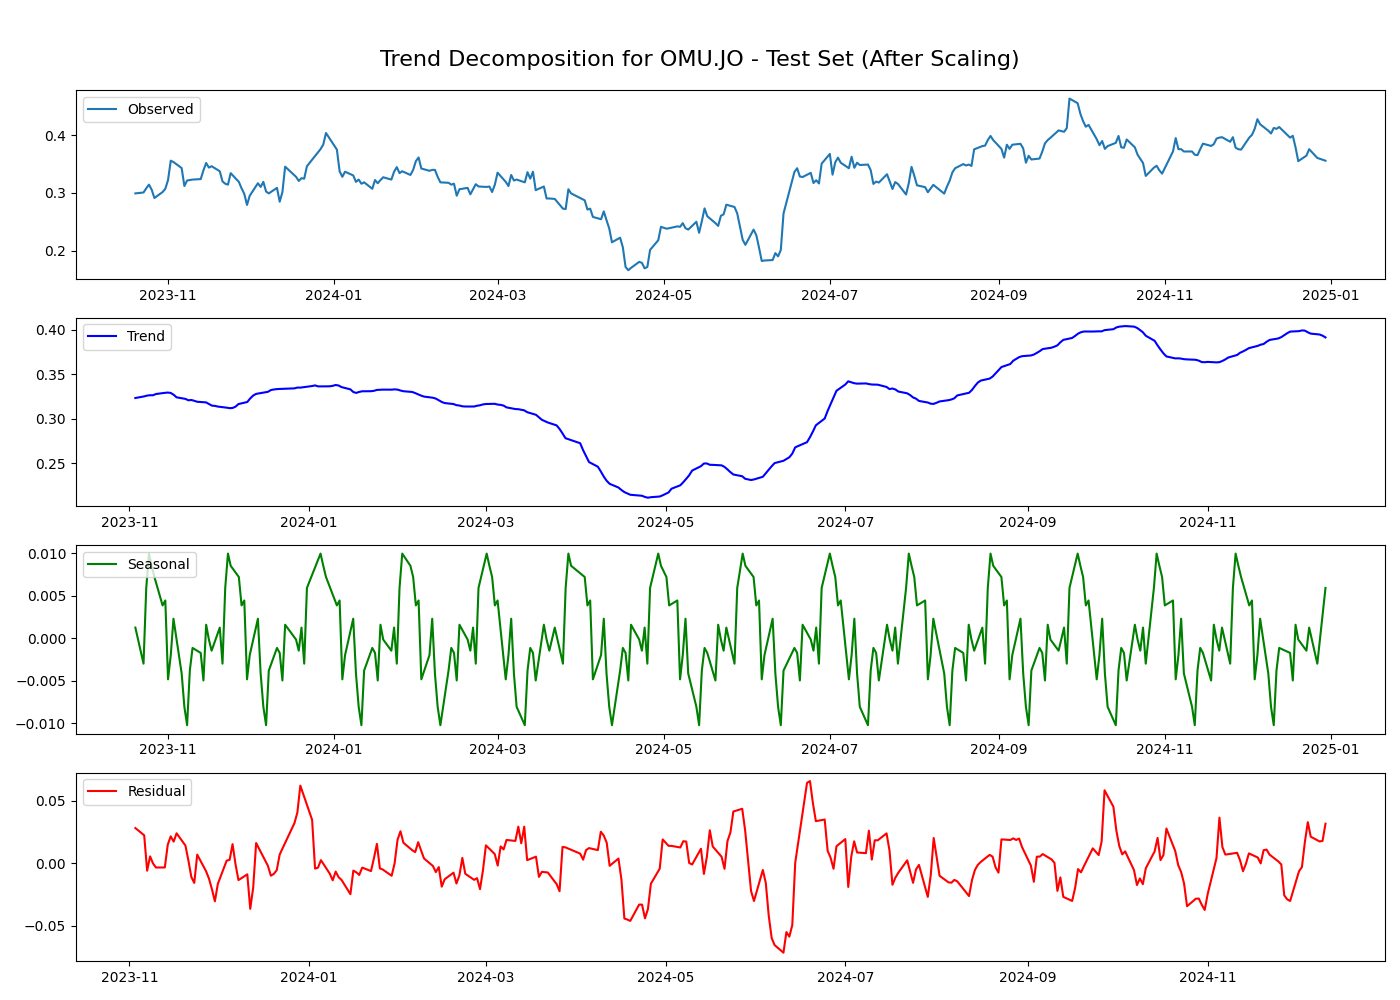 Trend Decomposition for OMU.JO - Test Set (After Scaling)
Observed
0.4
0.3
0.2
2023-11 2024-01 2024-03 2024-05 2024-07 2024-09 2024-11 2025-01
Trend
0.40
0.35
0.30
0.25
2023-11 2024-01 2024-03 2024-05 2024-07 2024-09 2024-11
Seasonal
0.010
0.005
0.000
−0.005
−0.010
2023-11 2024-01 2024-03 2024-05 2024-07 2024-09 2024-11 2025-01
Residual
0.05
0.00
−0.05
2023-11 2024-01 2024-03 2024-05 2024-07 2024-09 2024-11